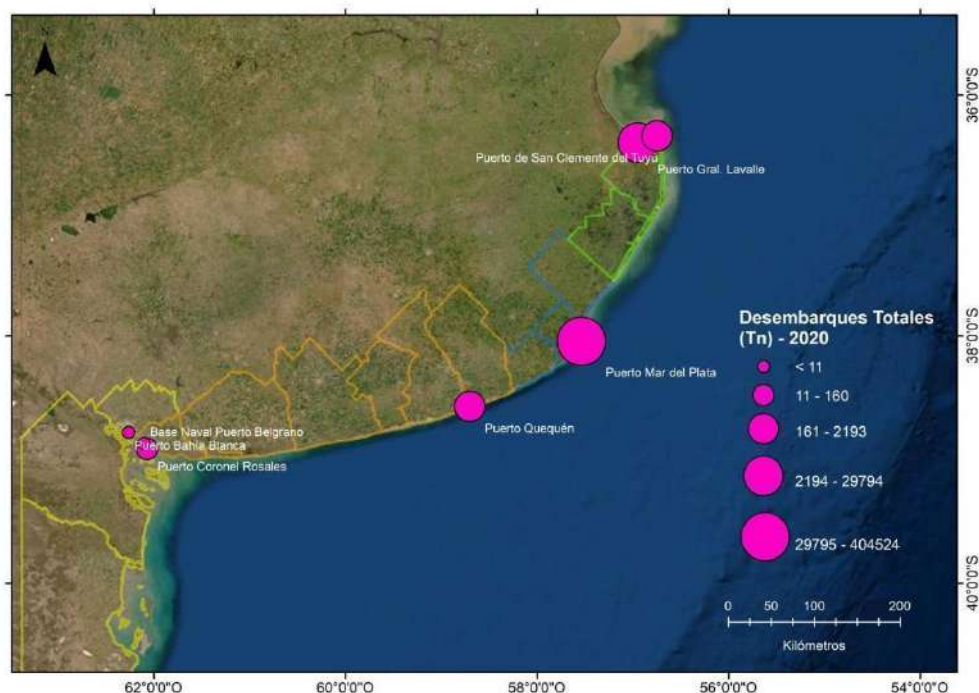 N
36°0'0"S
Puerto de San Clemente del Tuyú
Puerto Gral. Lavalle
Desembarques Totales
(Tn) - 2020
38°0'0"S
< 11
Puerto Mar del Plata
11 - 160
Base Naval Puerto Belgrano
Puerto Quequén
161 - 2193
Puerto Bahía Blanca
Puerto Coronel Rosales
2194 - 29794
29795 - 404524
40°0'0"S
0 50 100 200
Kilómetros
62°0'0"O 60°0'0"O 58°0'0"O 56°0'0"O 54°0'0"O